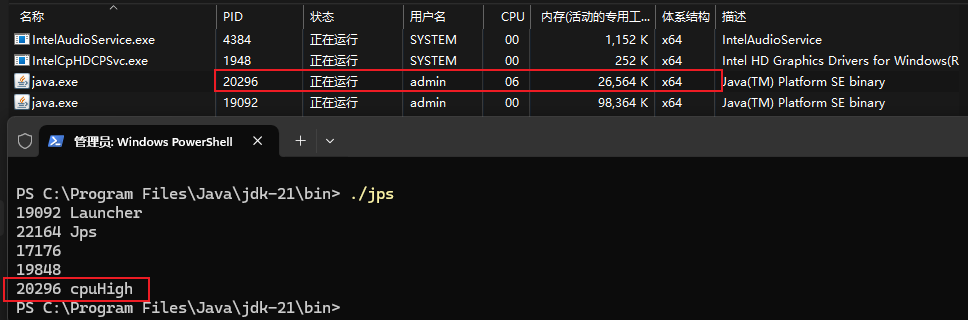 名称 PID 状态 用户名 CPU 内存(活动的专用工... 体系结构 描述
IntelAudioService.exe 4384 正在运行 SYSTEM 00 1,152 K x64 IntelAudioService
IntelCpHDCPSvc.exe 1948 正在运行 SYSTEM 00 252 K x64 Intel HD Graphics Drivers for Windows(R
java.exe 20296 正在运行 admin 06 26,564 K x64 Java(TM) Platform SE binary
java.exe 19092 正在运行 admin 00 98,364 K x64 Java(TM) Platform SE binary
管理员: Windows PowerShell
PS C:\Program Files\Java\jdk-21\bin> ./jps
19092 Launcher
22164 Jps
17176
19848
20296 cpuHigh
PS C:\Program Files\Java\jdk-21\bin>